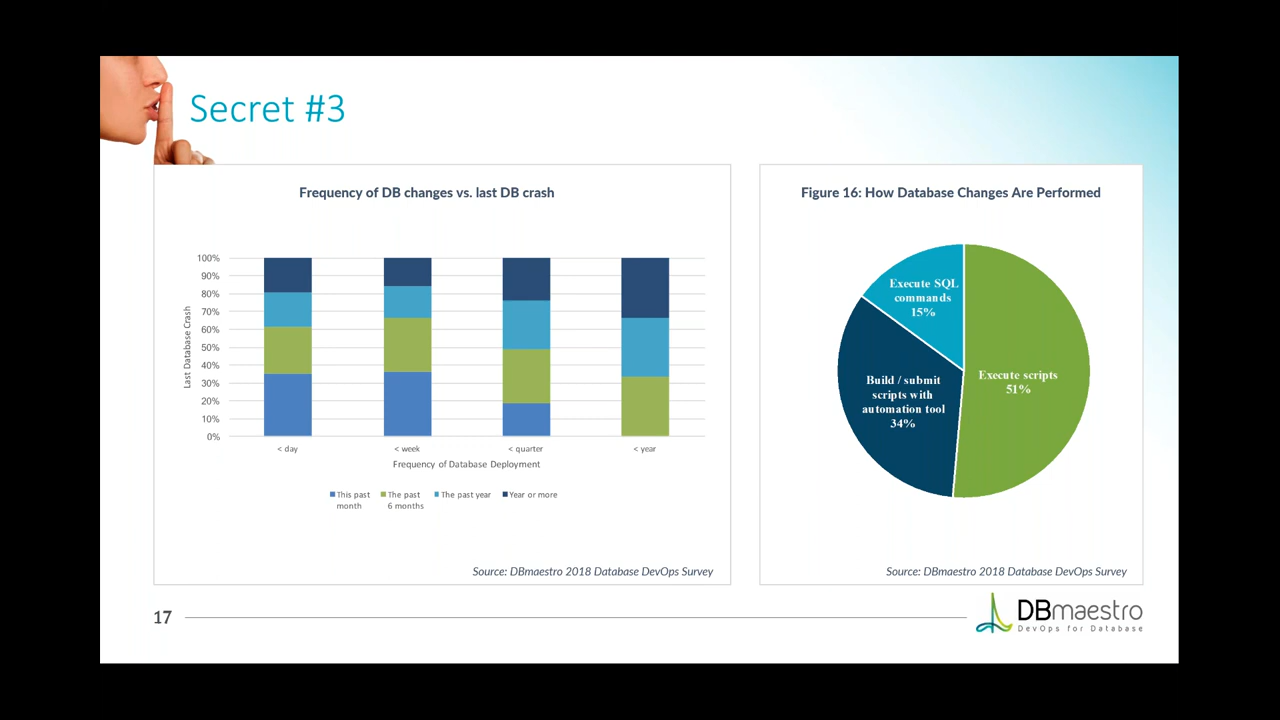 Secret #3
Frequency of DB changes vs. last DB crash
100%
90%
80%
70%
60%
50%
40%
30%
20%
10%
0%
Last Database Crash
< day
< week
< quarter
< year
Frequency of Database Deployment
This past
month
The past
6 months
The past year
Year or more
Source: DBmaestro 2018 Database DevOps Survey
Figure 16: How Database Changes Are Performed
Execute SQL
commands
15%
Execute scripts
51%
Build / submit
scripts with
automation tool
34%
Source: DBmaestro 2018 Database DevOps Survey
17
DBmaestro
DevOps for Database